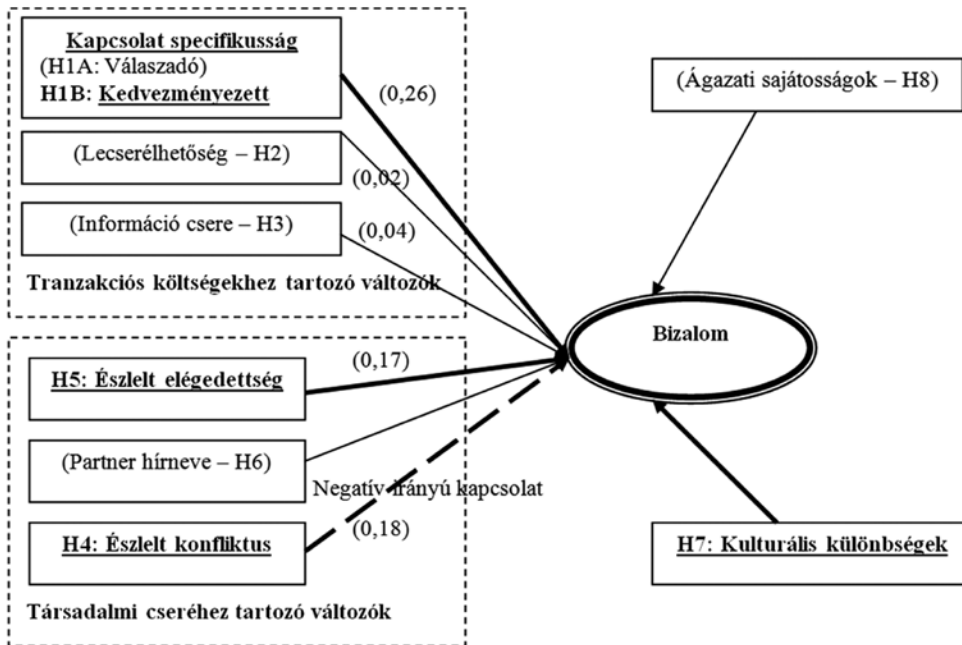 Kapcsolat specifikusság
(H1A: Válaszadó)
H1B: Kedvezményezett
(0,26)
(Ágazati sajátosságok – H8)
(Lecserélhetőség – H2)
(0,02)
(Információ csere – H3)
(0,04)
Tranzakciós költségekhez tartozó változók
Bizalom
(0,17)
H5: Észlelt elégedettség
(Partner hírneve – H6)
Negatív irányú kapcsolat
H4: Észlelt konfliktus
(0,18)
H7: Kulturális különbségek
Társadalmi cseréhez tartozó változók